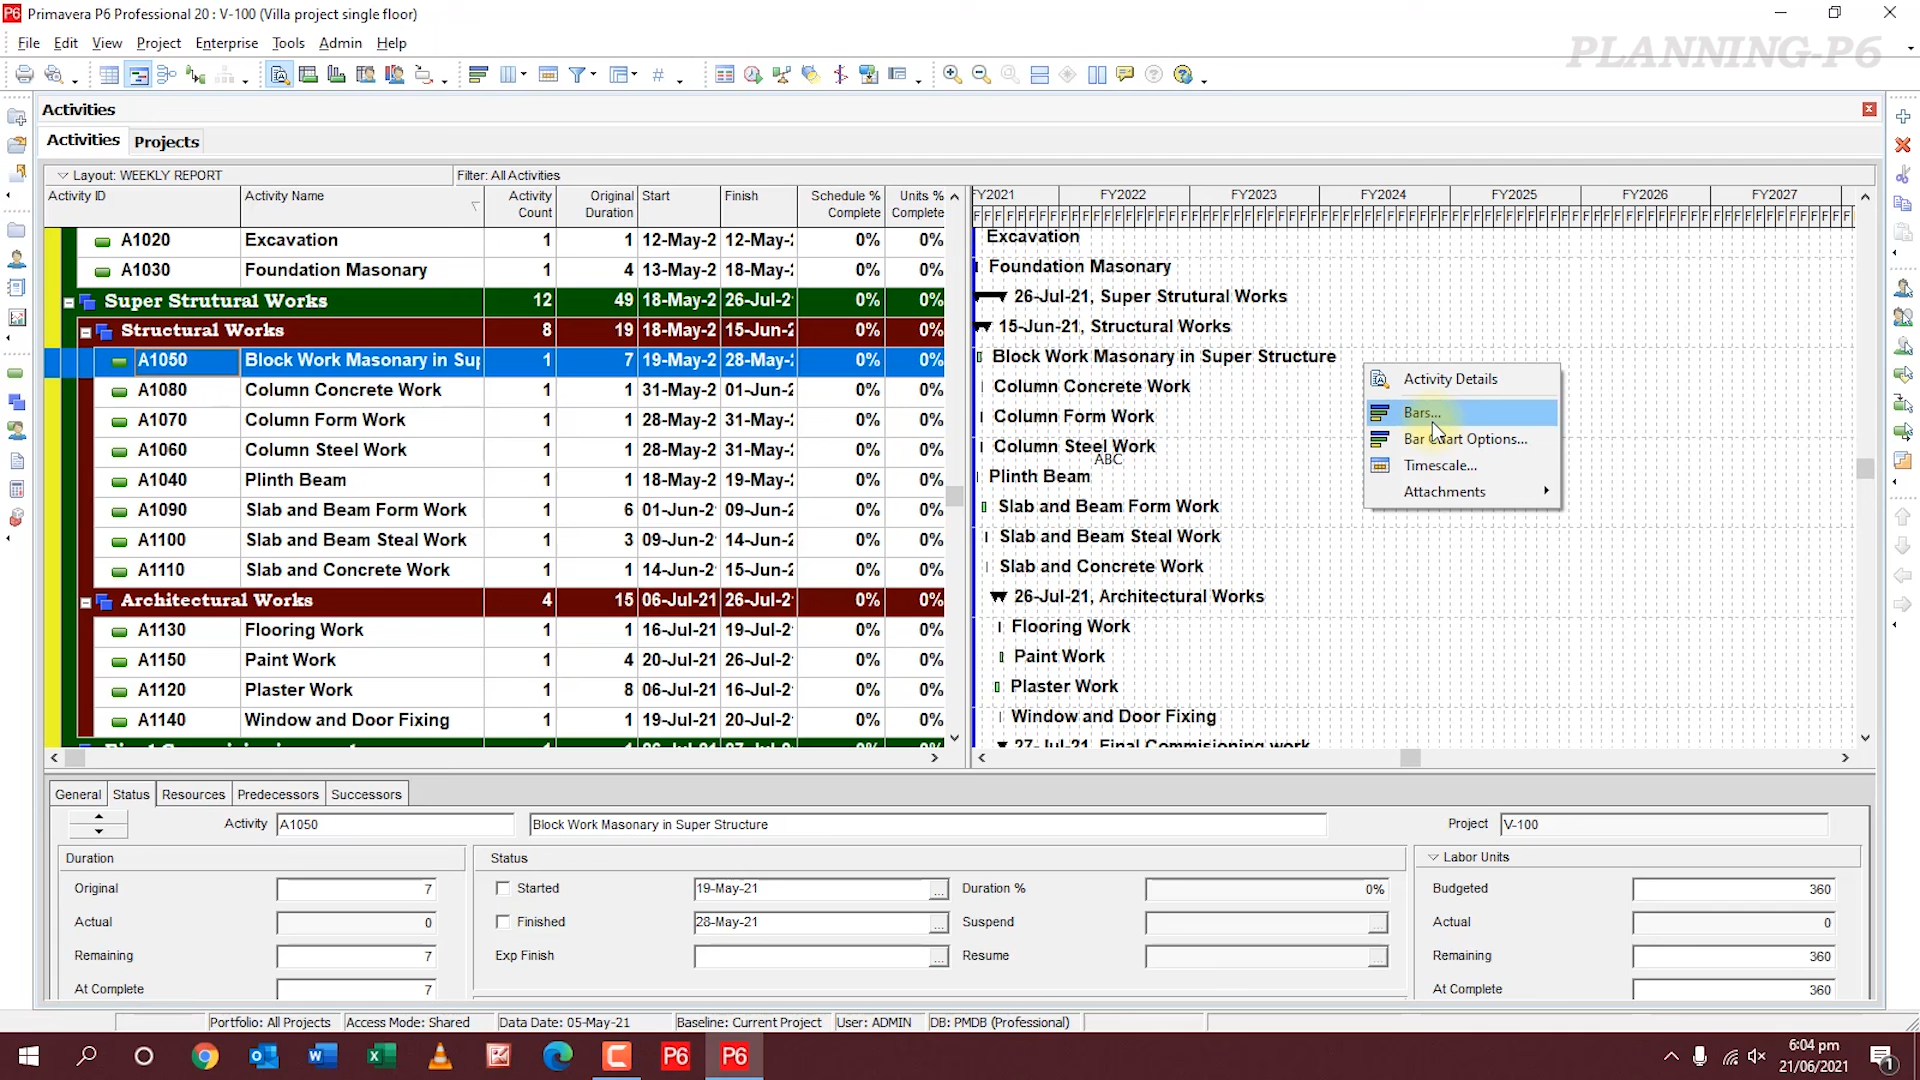 P6 Primavera P6 Professional 20 : V-100 (Villa project single floor)
File Edit View Project Enterprise Tools Admin Help
PLANNING-P6
Activities
Activities Projects
Layout: WEEKLY REPORT Filter: All Activities
Activity ID Activity Name Activity Count Original Duration Start Finish Schedule % Complete Units % Complete
FY2021 FY2022 FY2023 FY2024 FY2025 FY2026 FY2027
A1020 Excavation 1 1 12-May-2 12-May- 0% 0% Excavation
A1030 Foundation Masonary 1 4 13-May-2 18-May- 0% 0% Foundation Masonary
Super Strutural Works 12 49 18-May-2 26-Jul-2 0% 0% 26-Jul-21, Super Strutural Works
Structural Works 8 19 18-May-2 15-Jun-2 0% 0% 15-Jun-21, Structural Works
A1050 Block Work Masonary in Sup 1 7 19-May-2 28-May-2 0% 0% Block Work Masonary in Super Structure
A1080 Column Concrete Work 1 1 31-May-2 01-Jun-2 0% 0% Column Concrete Work
A1070 Column Form Work 1 1 28-May-2 31-May-2 0% 0% Column Form Work
A1060 Column Steel Work 1 1 28-May-2 31-May-2 0% 0% Column Steel Work
ABC
A1040 Plinth Beam 1 1 18-May-2 19-May-2 0% 0% Plinth Beam
A1090 Slab and Beam Form Work 1 6 01-Jun-2 09-Jun-2 0% 0% Slab and Beam Form Work
A1100 Slab and Beam Steal Work 1 3 09-Jun-2 14-Jun-2 0% 0% Slab and Beam Steal Work
A1110 Slab and Concrete Work 1 1 14-Jun-2 15-Jun-2 0% 0% Slab and Concrete Work
Architectural Works 4 15 06-Jul-21 26-Jul-2 0% 0% 26-Jul-21, Architectural Works
A1130 Flooring Work 1 1 16-Jul-21 19-Jul-2 0% 0% Flooring Work
A1150 Paint Work 1 4 20-Jul-21 26-Jul-2 0% 0% Paint Work
A1120 Plaster Work 1 8 06-Jul-21 16-Jul-2 0% 0% Plaster Work
A1140 Window and Door Fixing 1 1 19-Jul-21 20-Jul-2 0% 0% Window and Door Fixing
27-Jul-21, Final Commisioning work
Activity Details
Bars...
Bar Chart Options...
Timescale...
Attachments
General Status Resources Predecessors Successors
Activity A1050 Block Work Masonary in Super Structure Project V-100
Duration Status Labor Units
Original 7 Started 19-May-21 ... Duration % 0% Budgeted 360
Actual 0 Finished 28-May-21 ... Suspend ... Actual 0
Remaining 7 Exp Finish ... Resume ... Remaining 360
At Complete 7 At Complete 360
Portfolio: All Projects Access Mode: Shared Data Date: 05-May-21 Baseline: Current Project User: ADMIN DB: PMDB (Professional)
P6 P6
6:04 pm
21/06/2021
1